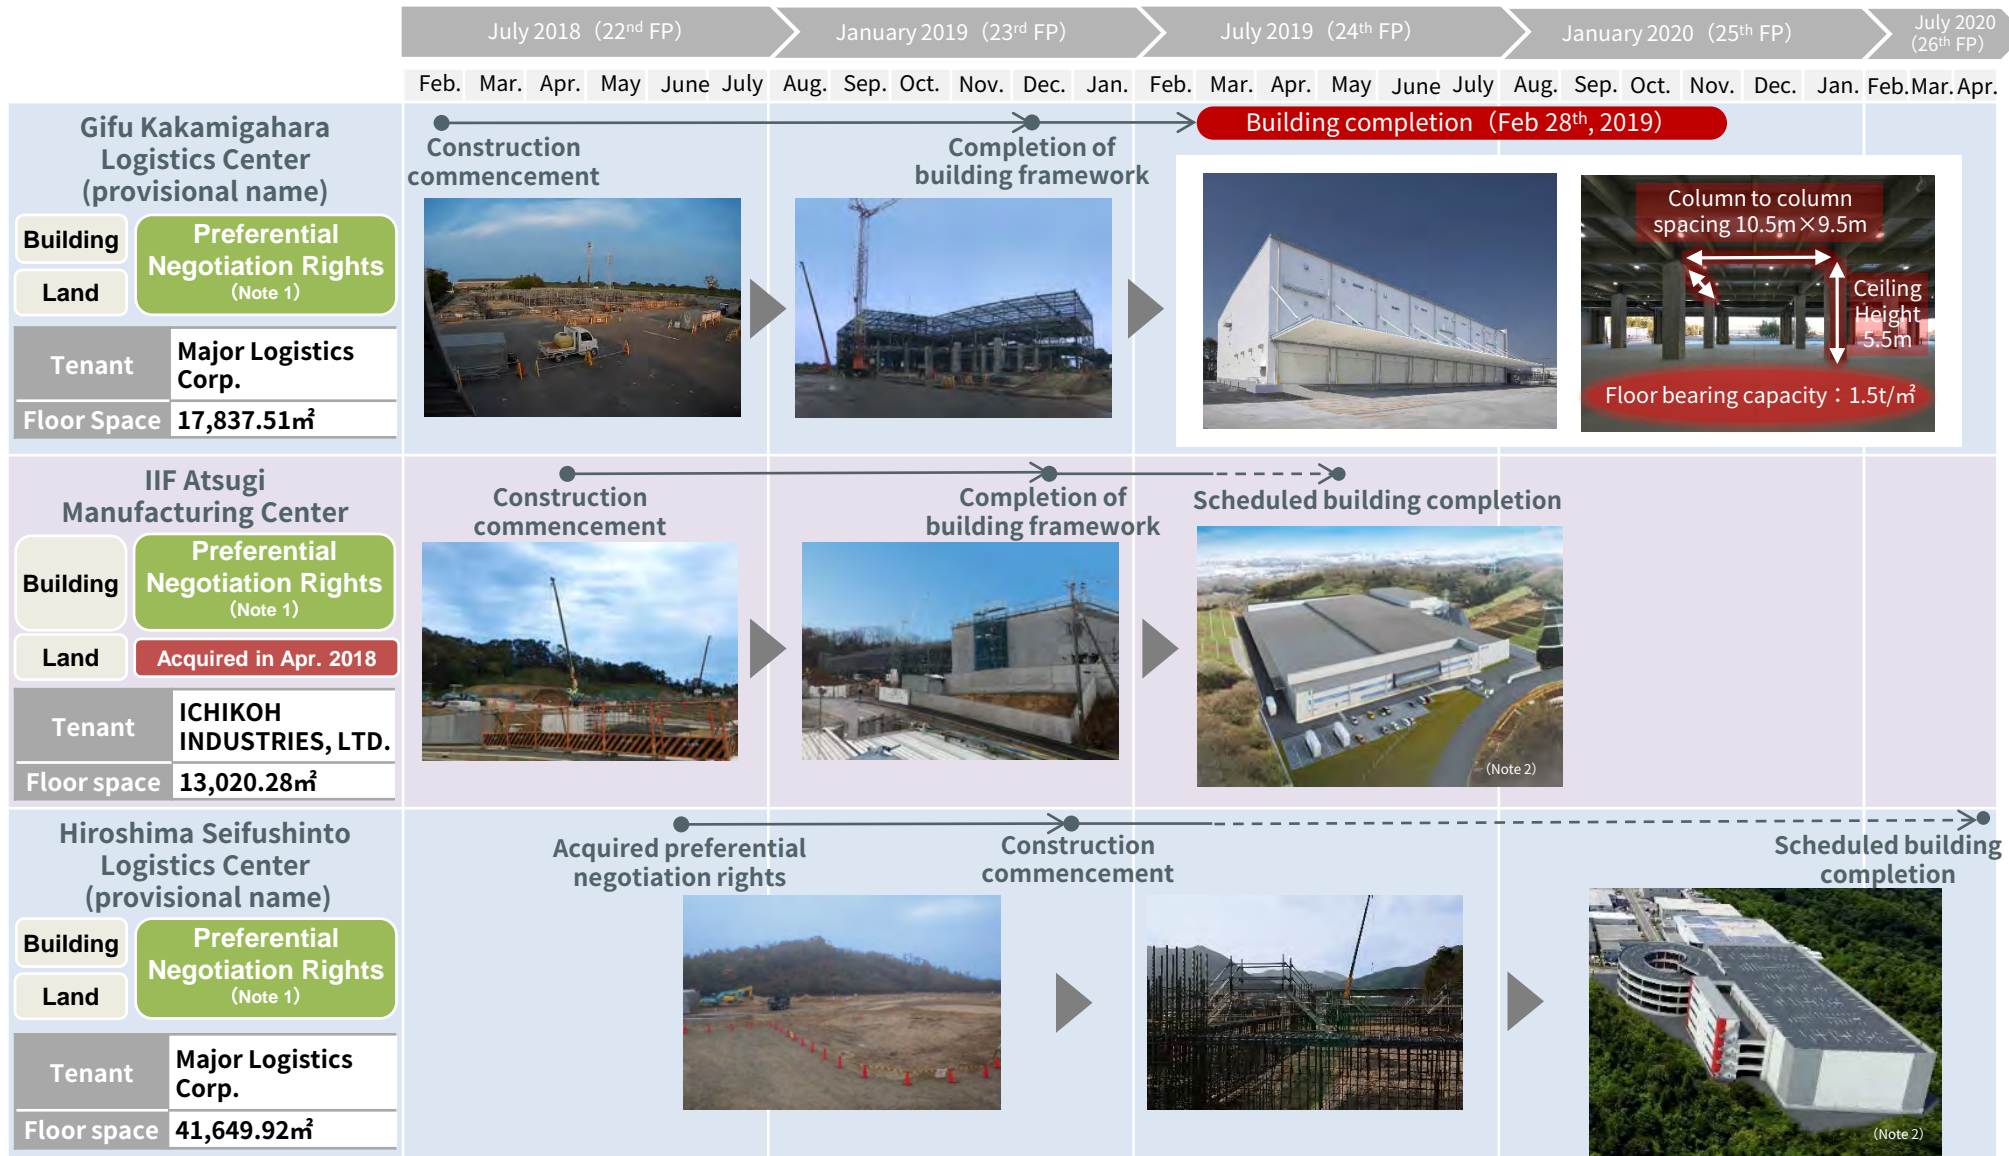 July 2018（22nd FP）
January 2019（23rd FP）
July 2019（24th FP）
January 2020（25th FP）
July 2020
（26th FP）
Feb. Mar. Apr. May June July Aug. Sep. Oct. Nov. Dec. Jan. Feb. Mar. Apr. May June July Aug. Sep. Oct. Nov. Dec. Jan. Feb. Mar. Apr.
Gifu Kakamigahara
Logistics Center
(provisional name)
Building
Land
Preferential
Negotiation Rights
（Note 1）
Tenant
Major Logistics
Corp.
Floor Space
17,837.51㎡
Construction
commencement
Completion of
building framework
Building completion（Feb 28th, 2019）
Column to column
spacing 10.5m×9.5m
Ceiling
Height
5.5m
Floor bearing capacity：1.5t/㎡
IIF Atsugi
Manufacturing Center
Building
Preferential
Negotiation Rights
（Note 1）
Land
Acquired in Apr. 2018
Tenant
ICHIKOH
INDUSTRIES, LTD.
Floor space
13,020.28㎡
Construction
commencement
Completion of
building framework
Scheduled building completion
（Note 2）
Hiroshima Seifushinto
Logistics Center
(provisional name)
Building
Land
Preferential
Negotiation Rights
（Note 1）
Tenant
Major Logistics
Corp.
Floor space
41,649.92㎡
Acquired preferential
negotiation rights
Construction
commencement
Scheduled building
completion
（Note 2）